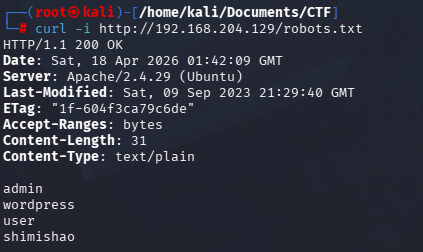 ┌──(root㉿kali)-[/home/kali/Documents/CTF]
└─# curl -i http://192.168.204.129/robots.txt
HTTP/1.1 200 OK
Date: Sat, 18 Apr 2026 01:42:09 GMT
Server: Apache/2.4.29 (Ubuntu)
Last-Modified: Sat, 09 Sep 2023 21:29:40 GMT
ETag: "1f-604f3ca79c6de"
Accept-Ranges: bytes
Content-Length: 31
Content-Type: text/plain

admin
wordpress
user
shimishao